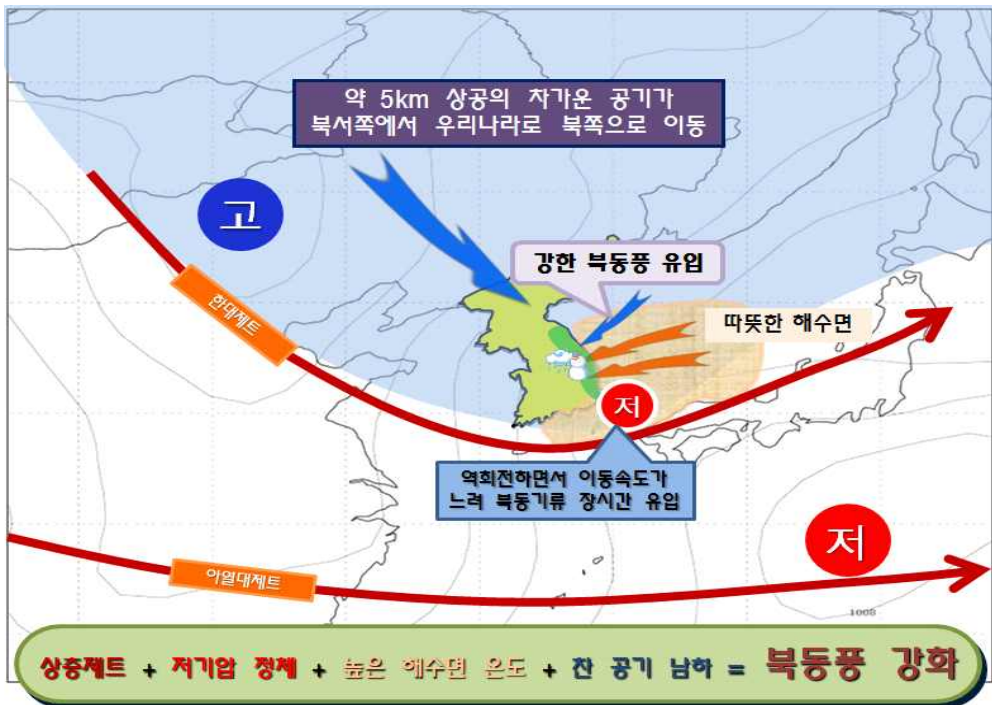 약 5km 상공의 차가운 공기가
북서쪽에서 우리나라로 북쪽으로 이동
고
강한 북동풍 유입
한대제트
따뜻한 해수면
저
역회전하면서 이동속도가
느려 북동기류 장시간 유입
저
아열대제트
1008
상층제트 + 저기압 정체 + 높은 해수면 온도 + 찬 공기 남하 = 북동풍 강화